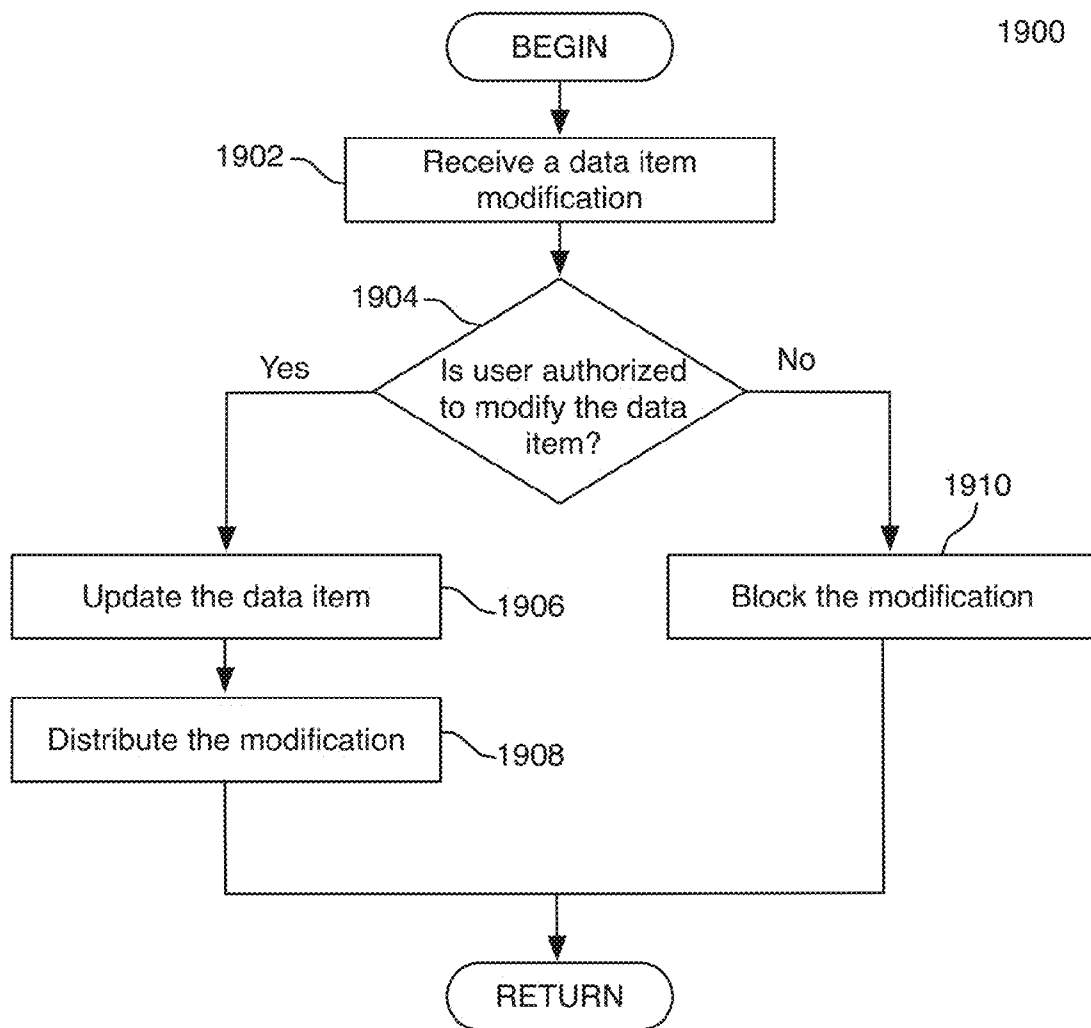 1900
BEGIN
1902
Receive a data item
modification
1904
Yes
Is user authorized
to modify the data
item?
No
1910
Update the data item
1906
Block the modification
Distribute the modification
1908
RETURN